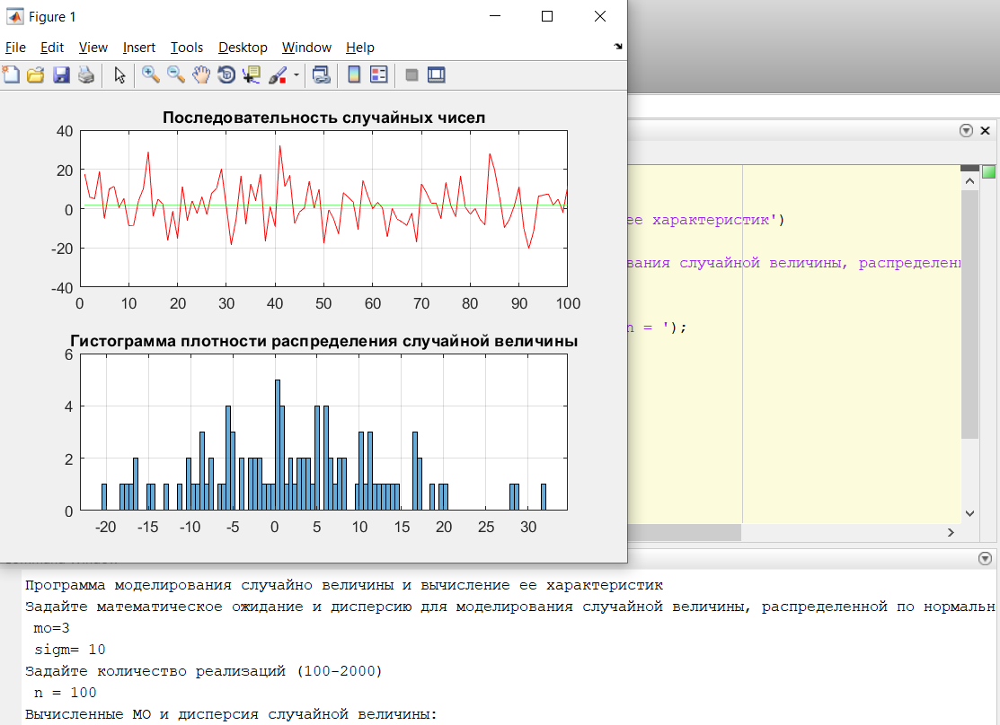 Figure 1
File Edit View Insert Tools Desktop Window Help
Последовательность случайных чисел
40
20
0
-20
-40
0 10 20 30 40 50 60 70 80 90 100
Гистограмма плотности распределения случайной величины
6
4
2
0
-20 -15 -10 -5 0 5 10 15 20 25 30
ее характеристик')
вания случайной величины, распределен
n = ');
Программа моделирования случайно величины и вычисление ее характеристик
Задайте математическое ожидание и дисперсию для моделирования случайной величины, распределенной по нормальн
mo=3
sigm= 10
Задайте количество реализаций (100-2000)
n = 100
Вычисленные МО и дисперсия случайной величины: